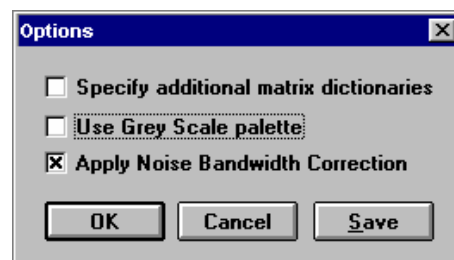 Options
Specify additional matrix dictionaries
Use Grey Scale palette
Apply Noise Bandwidth Correction
OK Cancel Save